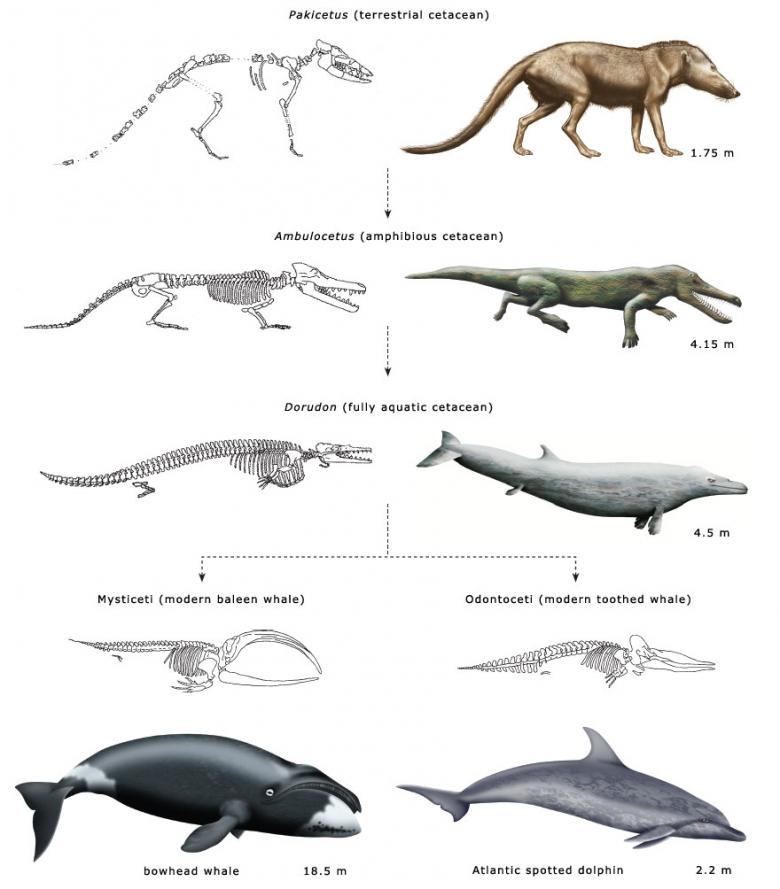 Pakicetus (terrestrial cetacean)
1.75 m
Ambulocetus (amphibious cetacean)
4.15 m
Dorudon (fully aquatic cetacean)
4.5 m
Mysticeti (modern baleen whale)
Odontoceti (modern toothed whale)
bowhead whale 18.5 m
Atlantic spotted dolphin 2.2 m